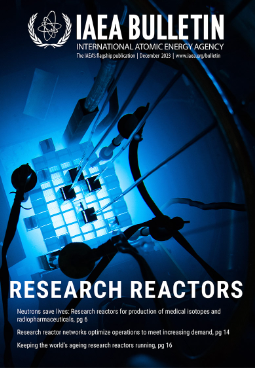 IAEA BULLETIN
INTERNATIONAL ATOMIC ENERGY AGENCY
The IAEA's flagship publication | December 2023 | www.iaea.org/bulletin
RESEARCH REACTORS
Neutrons save lives: Research reactors for production of medical isotopes and
radiopharmaceuticals, pg 6
Research reactor networks optimize operations to meet increasing demand, pg 14
Keeping the world's ageing research reactors running, pg 16